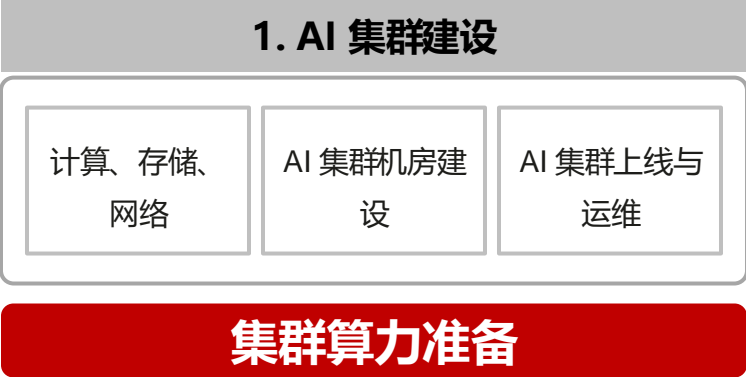 1. AI 集群建设
计算、存储、
网络
AI 集群机房建
设
AI 集群上线与
运维
集群算力准备